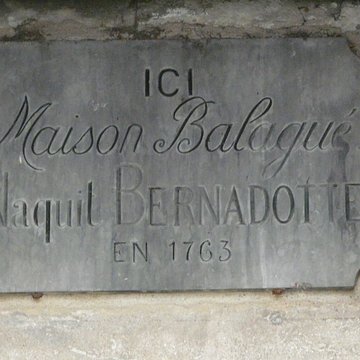 ICI
Maison Balagué
Naquit BERNADOTTE
EN 1763